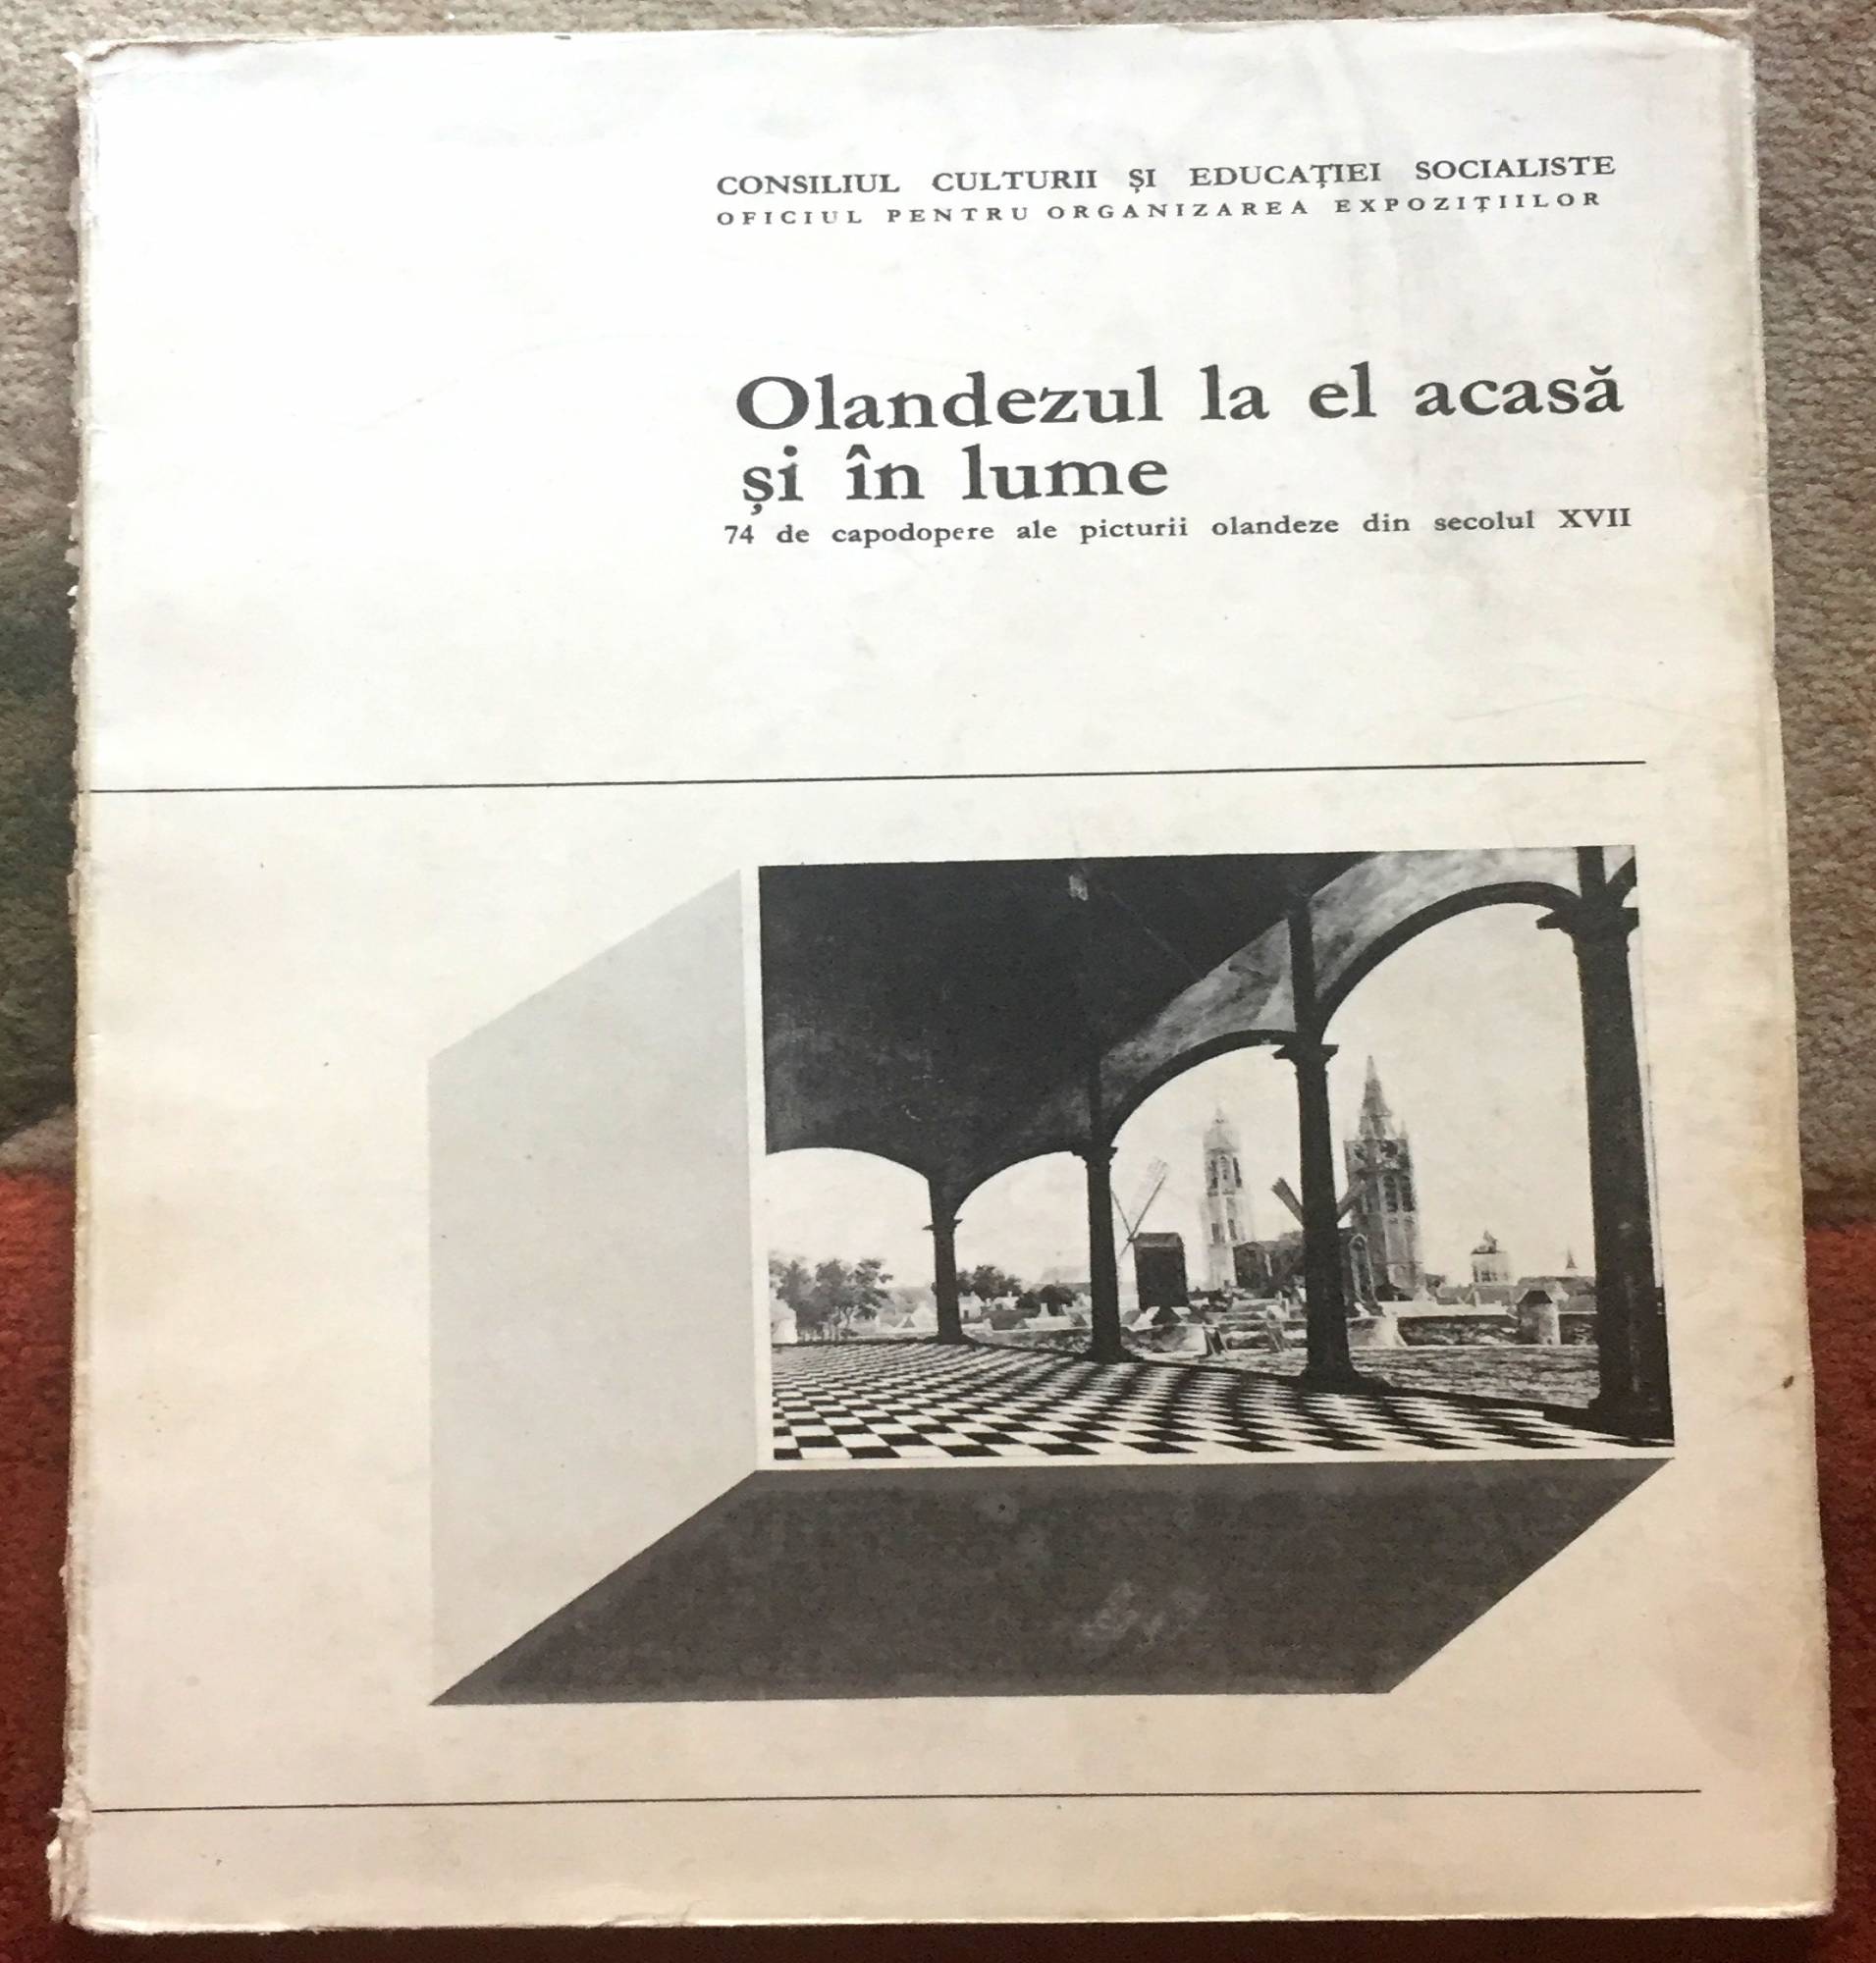 CONSILIUL CULTURII ȘI EDUCAȚIEI SOCIALISTE
OFICIUL PENTRU ORGANIZAREA EXPOZIȚIILOR
Olandezul la el acasă
și în lume
74 de capodopere ale picturii olandeze din secolul XVII